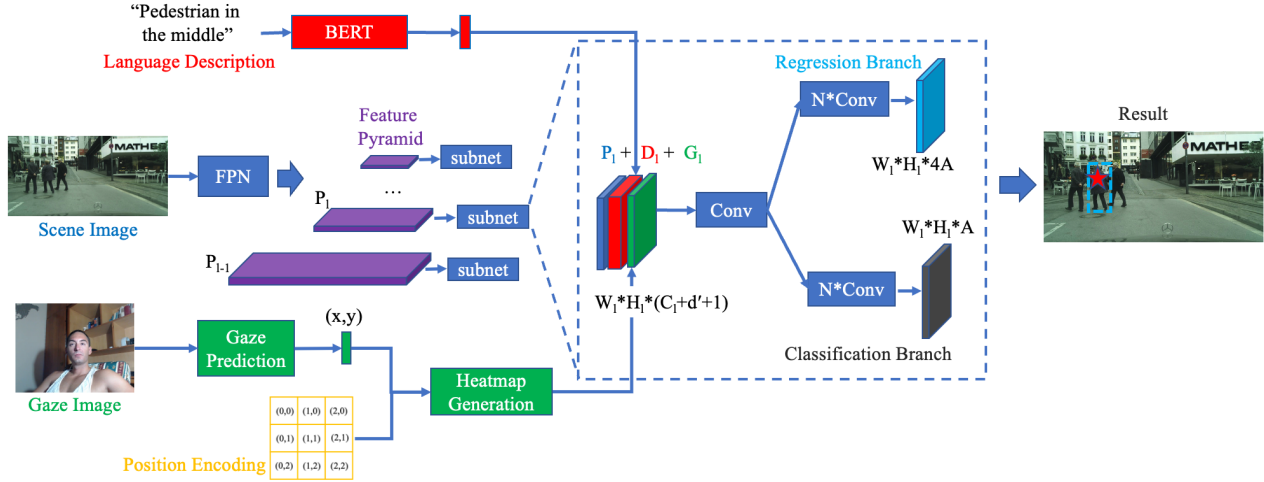 “Pedestrian in
the middle”
Language Description
BERT
Scene Image
MATHE
FPN
Feature
Pyramid
subnet
...
P_l
subnet
P_l-1
subnet
Gaze Image
Gaze
Prediction
(x,y)
Heatmap
Generation
Position Encoding
(0,0) (1,0) (2,0)
(0,1) (1,1) (2,1)
(0,2) (1,2) (2,2)
P_l + D_l + G_l
W_l*H_l*(C_l+d′+1)
Conv
Regression Branch
N*Conv
W_l*H_l*4A
W_l*H_l*A
N*Conv
Classification Branch
Result
MATHE